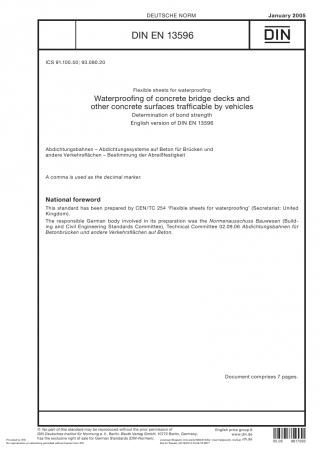 DEUTSCHE NORM
January 2005
DIN EN 13596
DIN
ICS 91.100.50; 93.080.20
Flexible sheets for waterproofing
Waterproofing of concrete bridge decks and
other concrete surfaces trafficable by vehicles
Determination of bond strength
English version of DIN EN 13596
Abdichtungsbahnen – Abdichtungssysteme auf Beton für Brücken und
andere Verkehrsflächen – Bestimmung der Abreißfestigkeit
A comma is used as the decimal marker.
National foreword
This standard has been prepared by CEN/TC 254 “Flexible sheets for waterproofing” (Secretariat: United
Kingdom).
The responsible German body involved in its preparation was the Normenausschuss Bauwesen (Build-
ing and Civil Engineering Standards Committee), Technical Committee 02.09.06 Abdichtungsbahnen für
Betonbrücken und andere Verkehrsflächen auf Beton.
Document comprises 7 pages.
© No part of this standard may be reproduced without the prior permission of
DIN Deutsches Institut für Normung e. V., Berlin. Beuth Verlag GmbH, 10772 Berlin, Germany,
has the exclusive right of sale for German Standards (DIN-Normen).
English price group 6
www.din.de